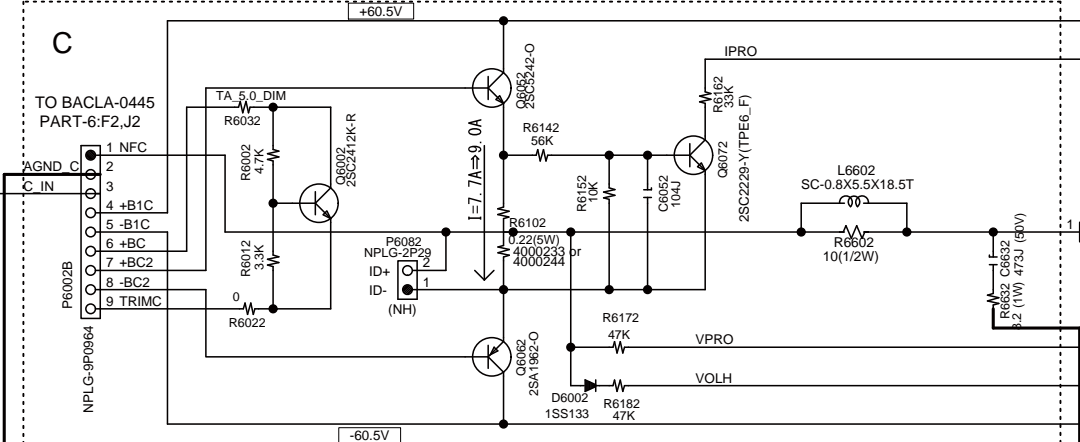 +60.5V
C
TO BACLA-0445
PART-6:F2,J2
1 NFC
AGND_C 2
C_IN 3
4 +B1C
5 -B1C
6 +BC
7 +BC2
8 -BC2
9 TRIMC
P6002B
NPLG-9P0964
TA_5.0_DIM
R6032
R6002
4.7K
Q6002
2SC2412K-R
R6012
3.3K
0
R6022
P6082
NPLG-2P29
ID+ 2
ID- 1
(NH)
Q6052
2SC5242-O
I=7.7A⇒9.0A
R6142
56K
R6102
0.22(5W)
4000233 or
4000244
R6152
10K
C6052
104J
IPRO
R6162
33K
Q6072
2SC2229-Y(TPE6_F)
Q6062
2SA1962-O
R6172
47K
VPRO
VOLH
D6002
1SS133
R6182
47K
L6602
SC-0.8X5.5X18.5T
R6602
10(1/2W)
C6632
473J (50V)
R6632
8.2 (1W)
1
-60.5V